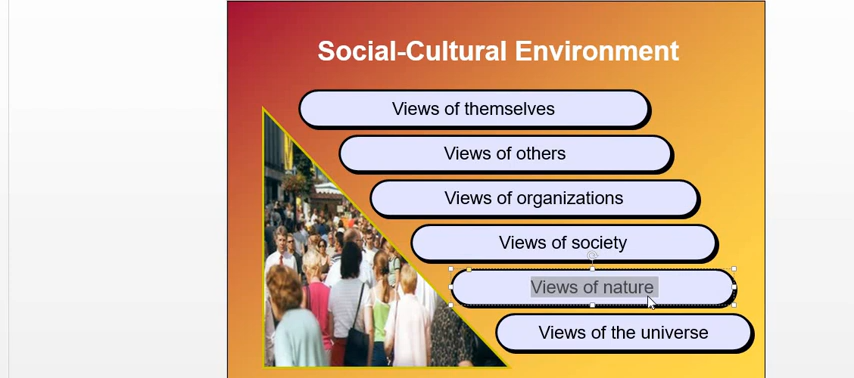 Social-Cultural Environment
Views of themselves
Views of others
Views of organizations
Views of society
Views of nature
Views of the universe